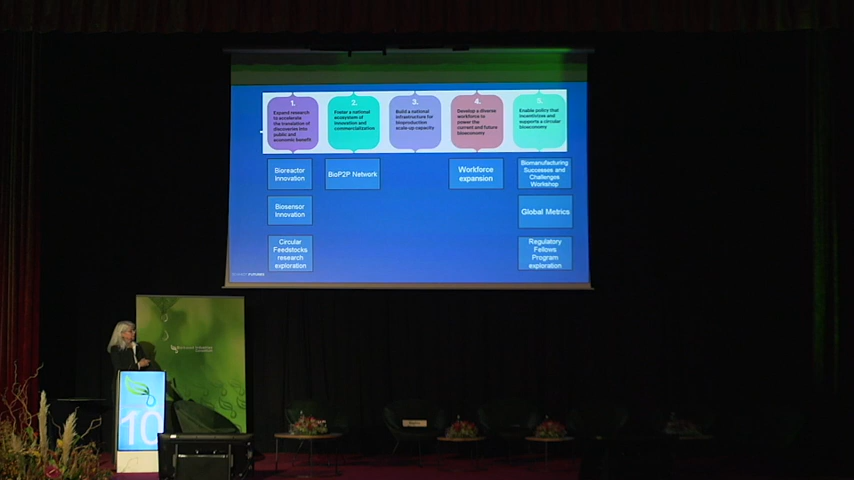 1.
Expand research
to accelerate
the translation of
discoveries into
public and
economic benefit
2.
Foster a national
ecosystem of
innovation and
commercialization
3.
Build a national
infrastructure for
bioproduction
scale-up capacity
4.
Develop a diverse
workforce to
power the
current and future
bioeconomy
5.
Enable policy that
incentivizes and
supports a circular
bioeconomy
Bioreactor
Innovation
BioP2P Network
Workforce
expansion
Biomanufacturing
Successes and
Challenges
Workshop
Biosensor
Innovation
Global Metrics
Circular
Feedstocks
research
exploration
Regulatory
Fellows
Program
exploration
10